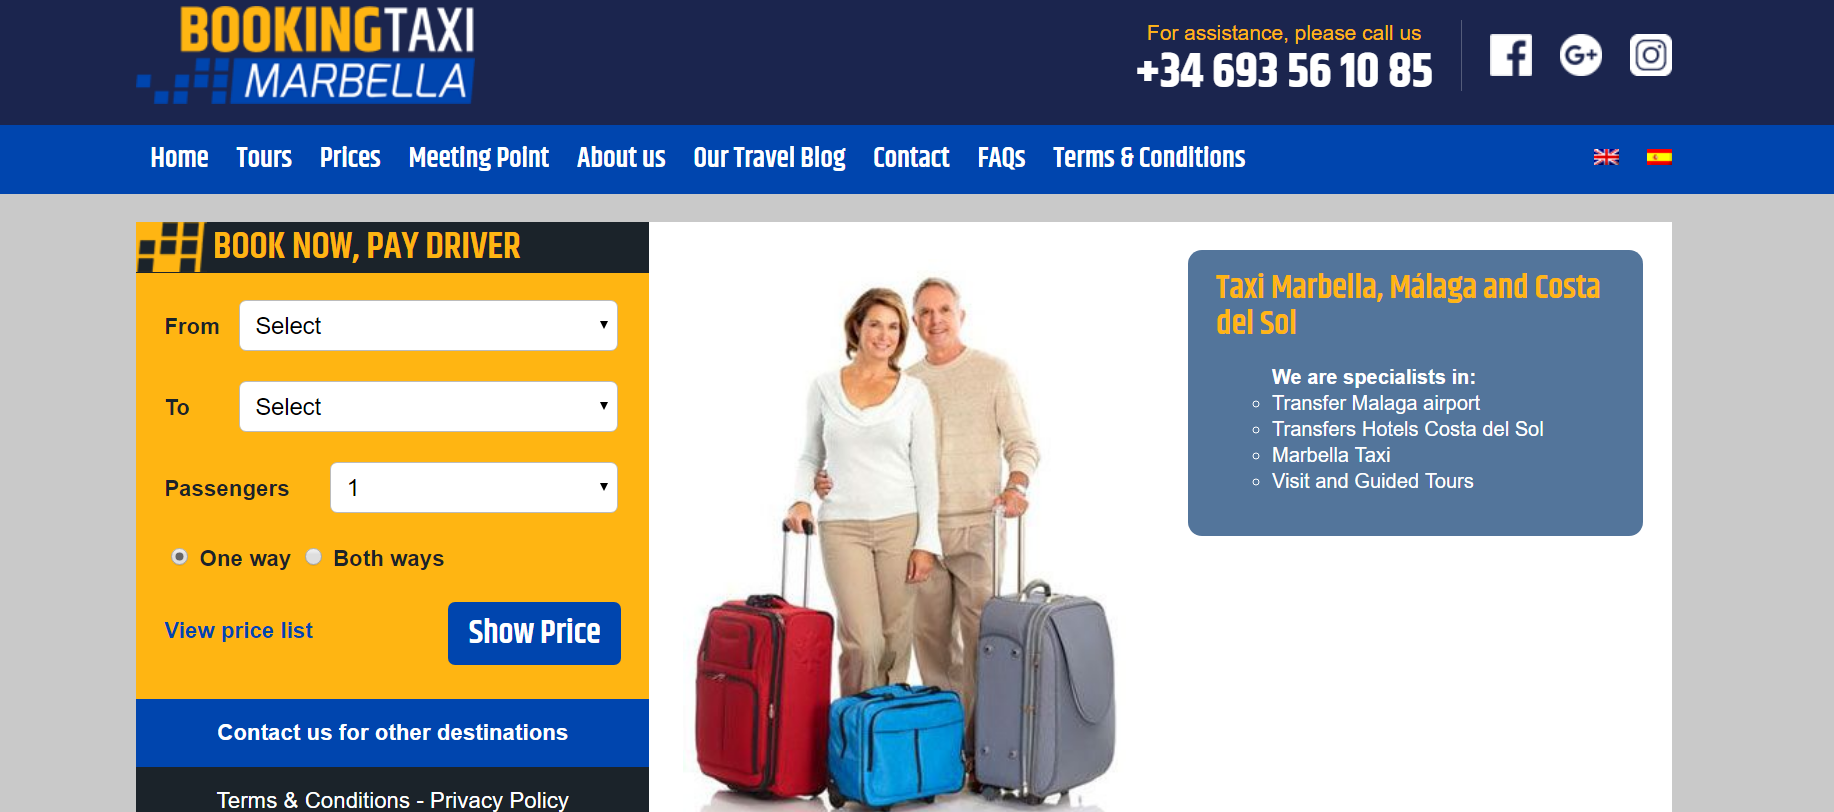 BOOKINGTAXI
MARBELLA
For assistance, please call us
+34 693 56 10 85
G+
Home Tours Prices Meeting Point About us Our Travel Blog Contact FAQs Terms & Conditions
BOOK NOW, PAY DRIVER
From Select
To Select
Passengers 1
One way Both ways
View price list Show Price
Contact us for other destinations
Terms & Conditions - Privacy Policy
Taxi Marbella, Málaga and Costa
del Sol
We are specialists in:
Transfer Malaga airport
Transfers Hotels Costa del Sol
Marbella Taxi
Visit and Guided Tours